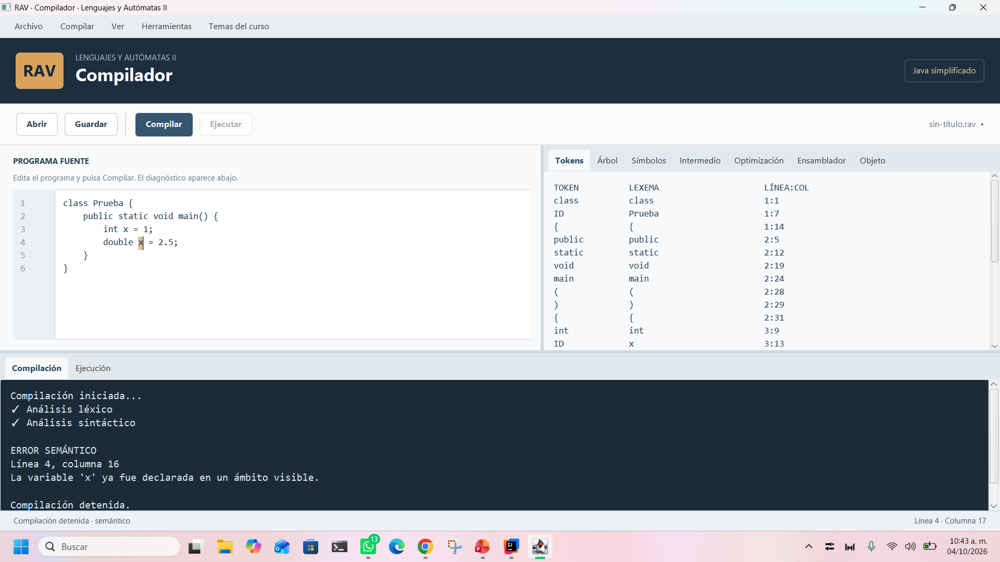 RAV · Compilador · Lenguajes y Autómatas II
Archivo Compilar Ver Herramientas Temas del curso
RAV
LENGUAJES Y AUTÓMATAS II
Compilador
Java simplificado
Abrir Guardar Compilar Ejecutar
sin-título.rav •
PROGRAMA FUENTE
Edita el programa y pulsa Compilar. El diagnóstico aparece abajo.
1 class Prueba {
2 public static void main() {
3 int x = 1;
4 double x = 2.5;
5 }
6 }
Tokens Árbol Símbolos Intermedio Optimización Ensamblador Objeto
TOKEN LEXEMA LÍNEA:COL
class class 1:1
ID Prueba 1:7
{ { 1:14
public public 2:5
static static 2:12
void void 2:19
main main 2:24
( ( 2:28
) ) 2:29
{ { 2:31
int int 3:9
ID x 3:13
Compilación Ejecución
Compilación iniciada...
✓ Análisis léxico
✓ Análisis sintáctico
ERROR SEMÁNTICO
Línea 4, columna 16
La variable 'x' ya fue declarada en un ámbito visible.
Compilación detenida.
Compilación detenida · semántico
Línea 4 · Columna 17
Buscar
13
P
IJ
10:43 a. m.
04/10/2026